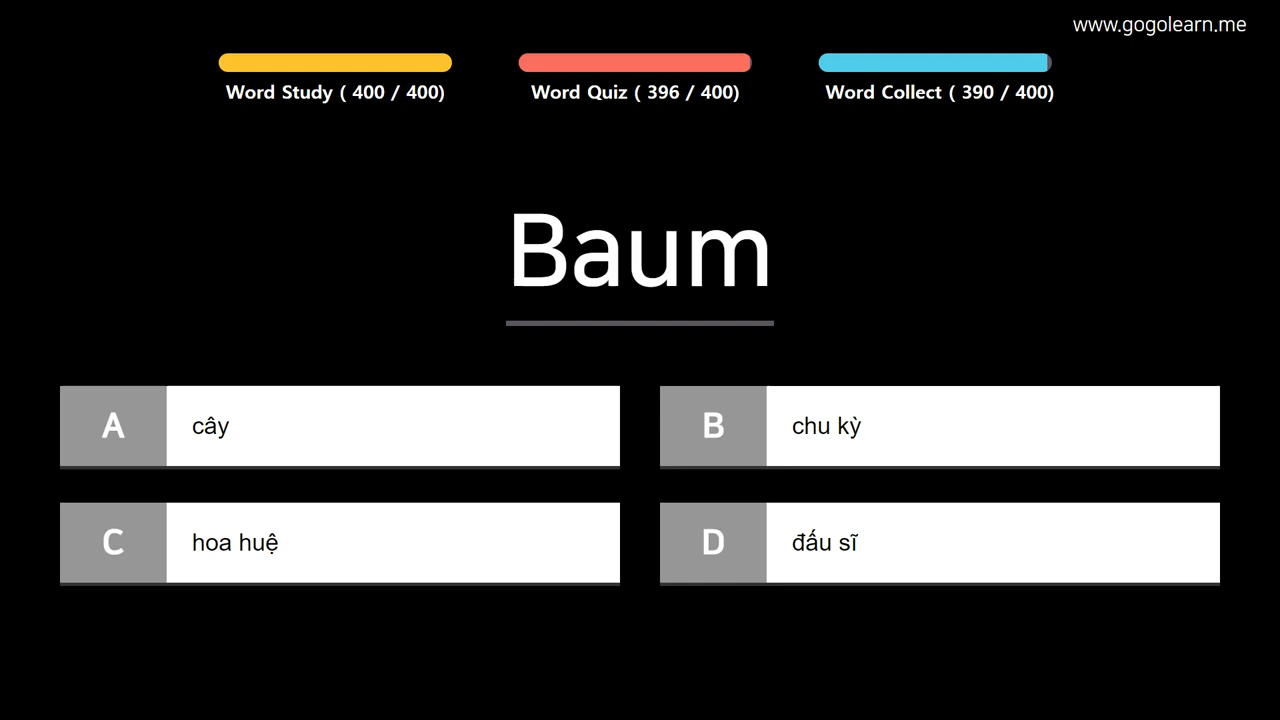 www.gogolearn.me
Word Study ( 400 / 400)
Word Quiz ( 396 / 400)
Word Collect ( 390 / 400)
Baum
A cây
B chu kỳ
C hoa huệ
D đấu sĩ